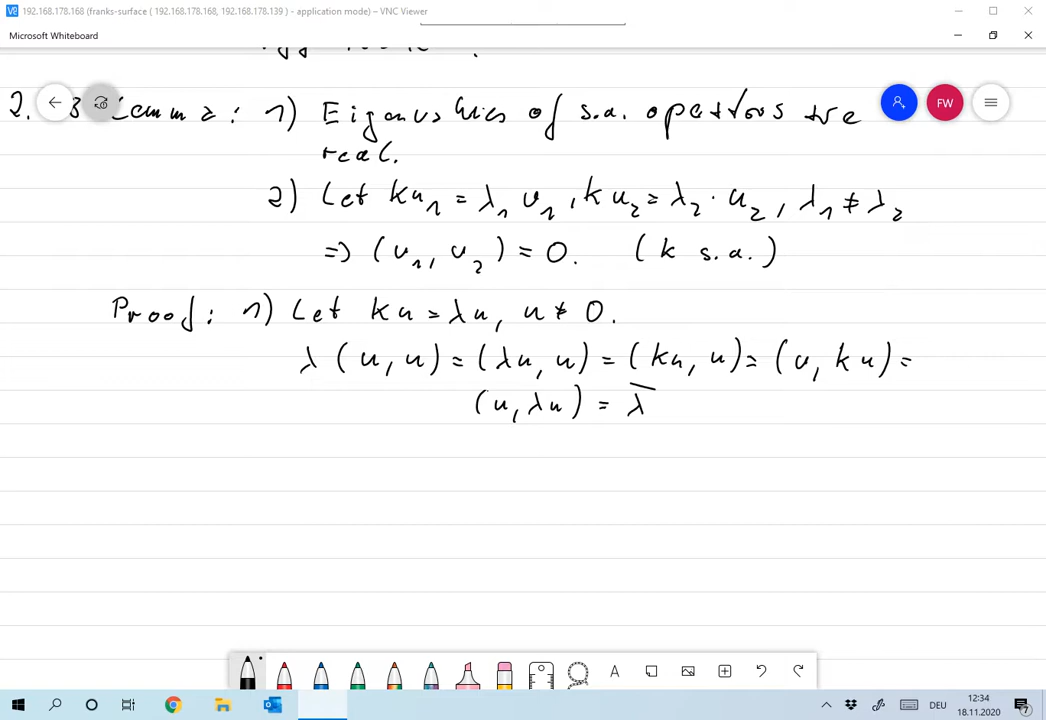 192.168.178.168 (franks-surface ( 192.168.178.168, 192.168.178.139 ) - application mode) – VNC Viewer
Microsoft Whiteboard
2. 3 Lemma: 1) Eigenvalues of s.a. operators are
real.
2) Let Ku₁ = λ₁ u₁, Ku₂ = λ₂ · u₂, λ₁ ≠ λ₂
=> (u₁, u₂) = 0. (K s.a.)
Proof: 1) Let Ku = λu, u ≠ 0.
λ (u, u) = (λu, u) = (Ku, u) = (u, Ku) =
(u, λu) = λ̅
FW
A
DEU
12:34
18.11.2020
7